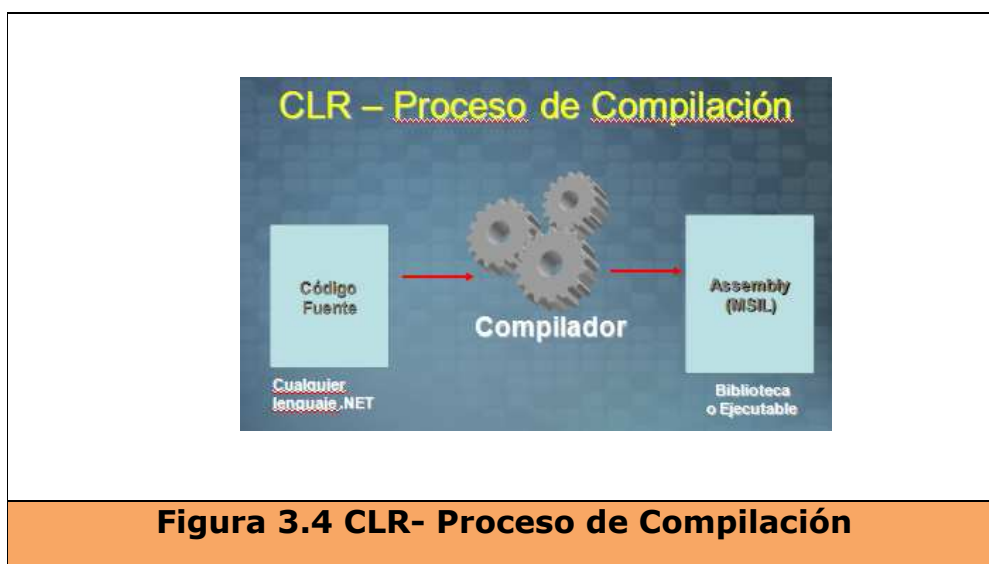 CLR – Proceso de Compilación
Código
Fuente
Cualquier
lenguaje .NET
Compilador
Assembly
(MSIL)
Biblioteca
o Ejecutable
Figura 3.4 CLR- Proceso de Compilación